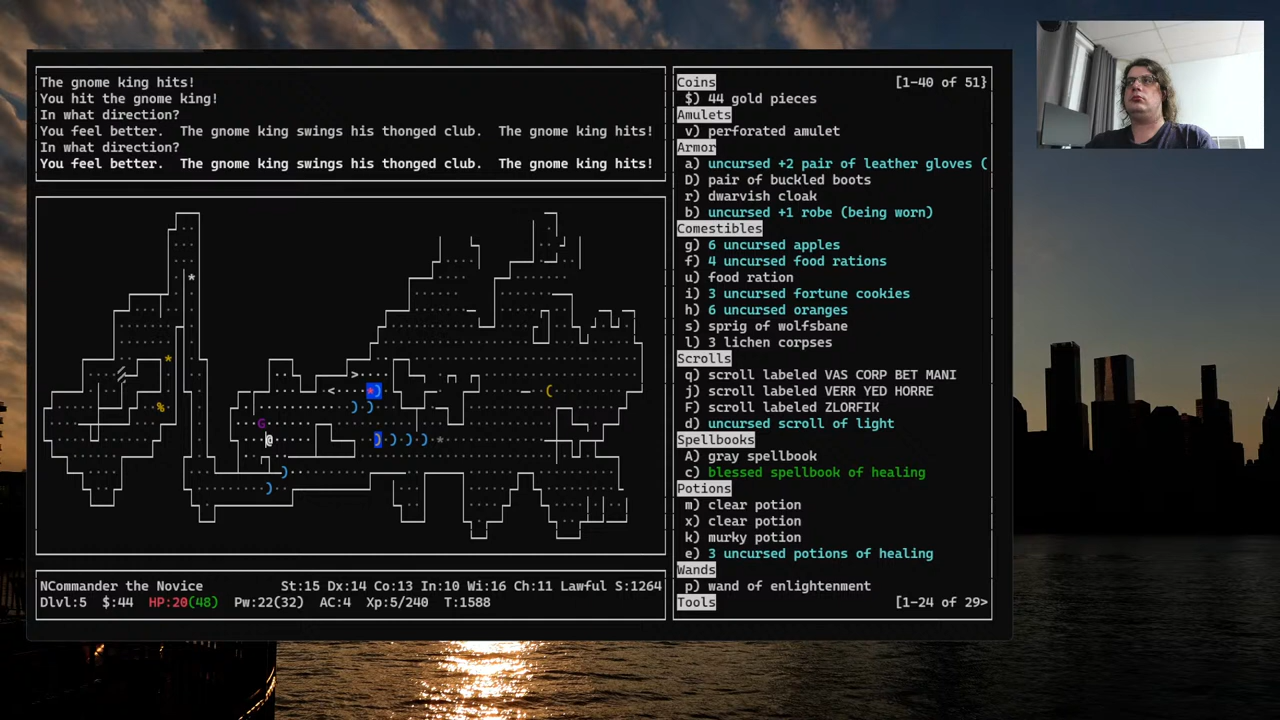 The gnome king hits!
You hit the gnome king!
In what direction?
You feel better.  The gnome king swings his thonged club.  The gnome king hits!
In what direction?
You feel better.  The gnome king swings his thonged club.  The gnome king hits!
NCommander the Novice St:15 Dx:14 Co:13 In:10 Wi:16 Ch:11 Lawful S:1264
Dlvl:5 $:44 HP:20(48) Pw:22(32) AC:4 Xp:5/240 T:1588
Coins [1-40 of 51}
$) 44 gold pieces
Amulets
v) perforated amulet
Armor
a) uncursed +2 pair of leather gloves (
D) pair of buckled boots
r) dwarvish cloak
b) uncursed +1 robe (being worn)
Comestibles
g) 6 uncursed apples
f) 4 uncursed food rations
u) food ration
i) 3 uncursed fortune cookies
h) 6 uncursed oranges
s) sprig of wolfsbane
l) 3 lichen corpses
Scrolls
q) scroll labeled VAS CORP BET MANI
j) scroll labeled VERR YED HORRE
F) scroll labeled ZLORFIK
d) uncursed scroll of light
Spellbooks
A) gray spellbook
c) blessed spellbook of healing
Potions
m) clear potion
x) clear potion
k) murky potion
e) 3 uncursed potions of healing
Wands
p) wand of enlightenment
Tools [1-24 of 29>